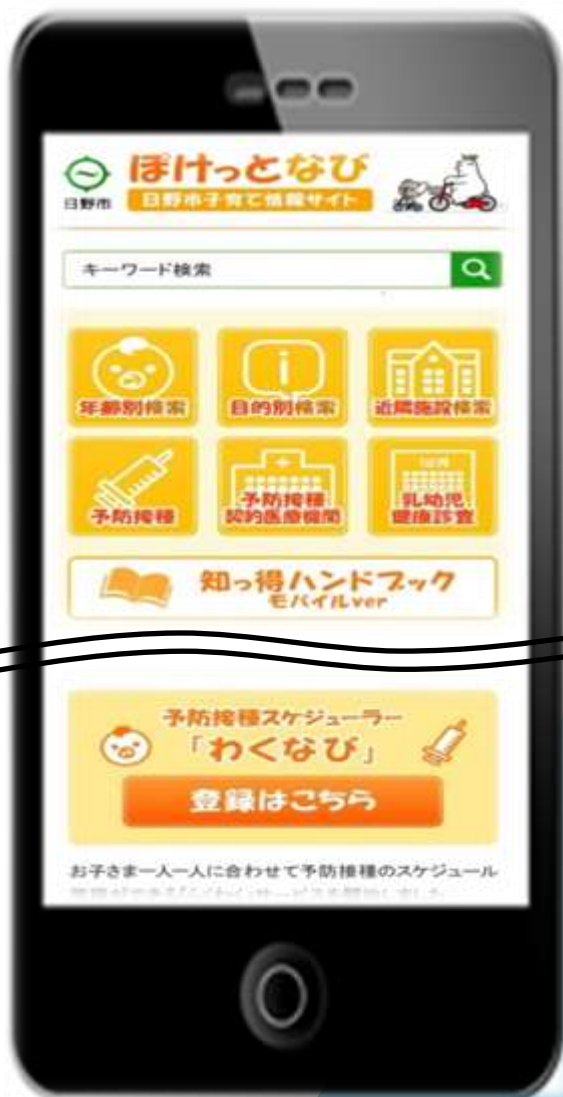 ぽけっとなび
日野市
日野市子育て情報サイト
キーワード検索
年齢別検索
目的別検索
近隣施設検索
予防接種
予防接種
契約医療機関
乳幼児
健康診査
知っ得ハンドブック
モバイルver
予防接種スケジューラー
「わくなび」
登録はこちら
お子さま一人一人に合わせて予防接種のスケジュール